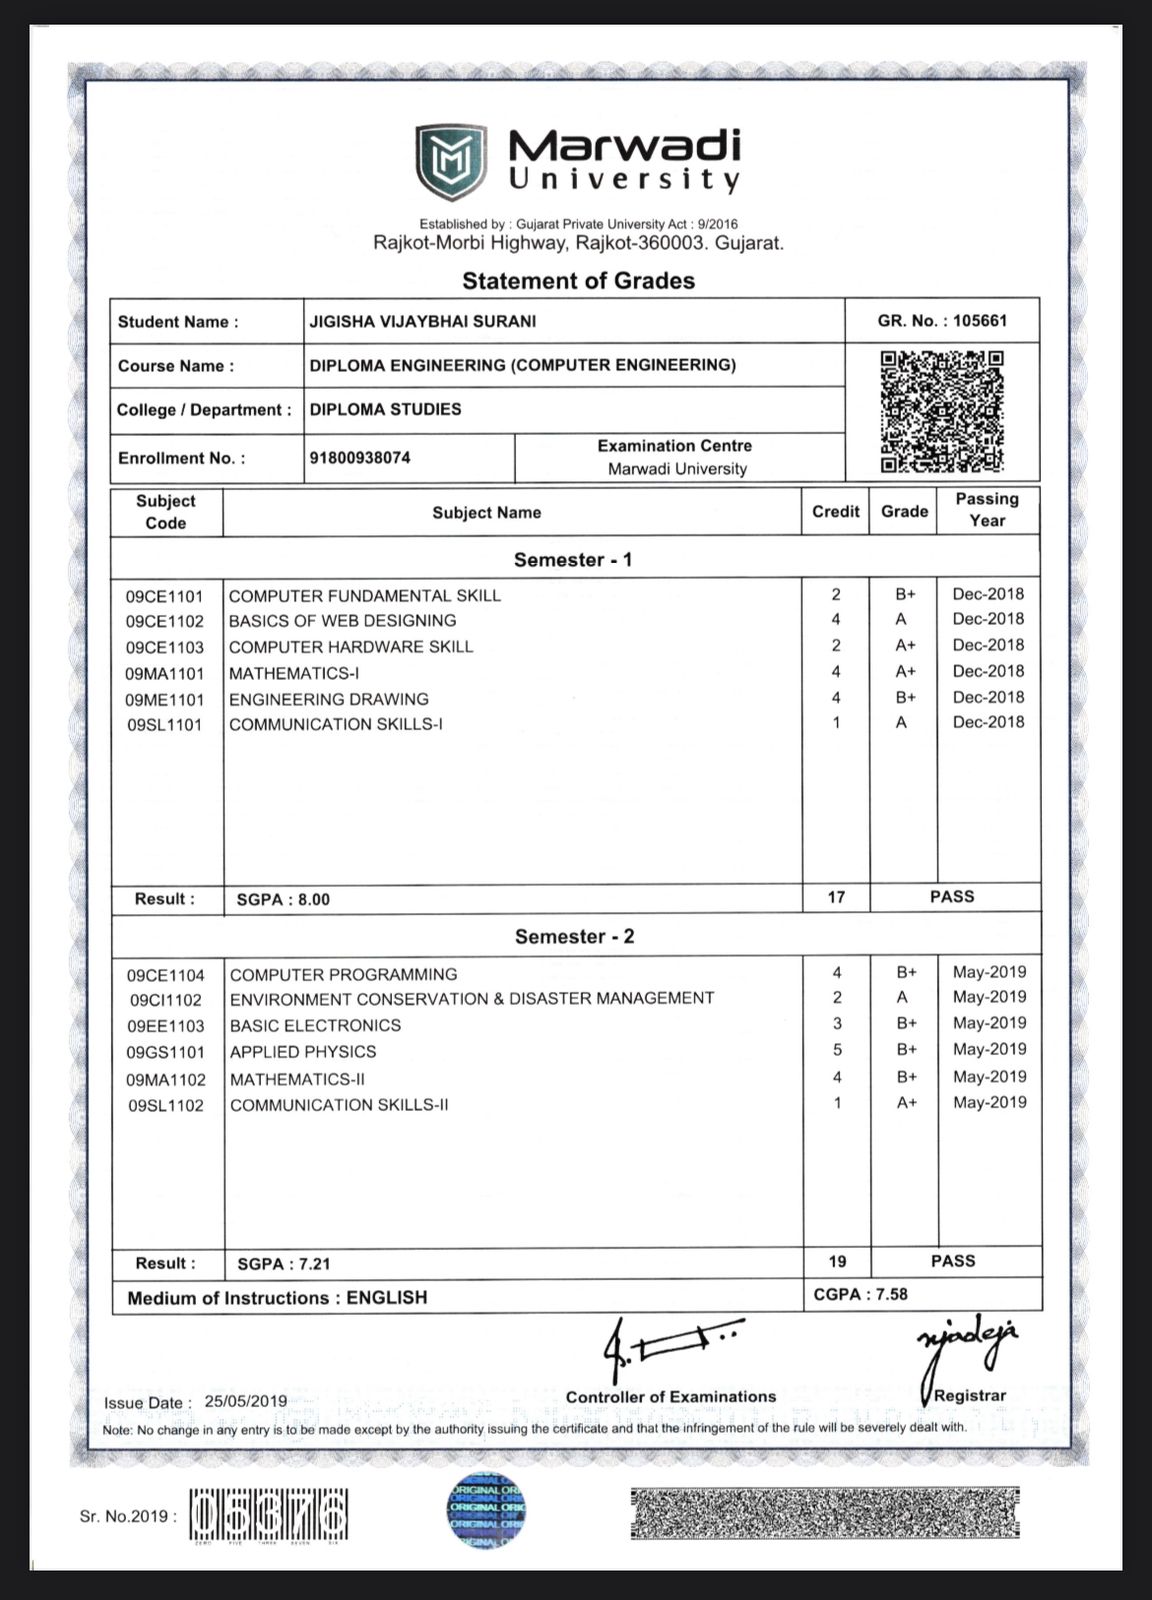 Marwadi
University
Established by : Gujarat Private University Act : 9/2016
Rajkot-Morbi Highway, Rajkot-360003. Gujarat.
Statement of Grades
Student Name : JIGISHA VIJAYBHAI SURANI GR. No. : 105661
Course Name : DIPLOMA ENGINEERING (COMPUTER ENGINEERING)
College / Department : DIPLOMA STUDIES
Enrollment No. : 91800938074 Examination Centre
Marwadi University
Subject Code Subject Name Credit Grade Passing Year
Semester - 1
09CE1101 COMPUTER FUNDAMENTAL SKILL 2 B+ Dec-2018
09CE1102 BASICS OF WEB DESIGNING 4 A Dec-2018
09CE1103 COMPUTER HARDWARE SKILL 2 A+ Dec-2018
09MA1101 MATHEMATICS-I 4 A+ Dec-2018
09ME1101 ENGINEERING DRAWING 4 B+ Dec-2018
09SL1101 COMMUNICATION SKILLS-I 1 A Dec-2018
Result : SGPA : 8.00 17 PASS
Semester - 2
09CE1104 COMPUTER PROGRAMMING 4 B+ May-2019
09CI1102 ENVIRONMENT CONSERVATION & DISASTER MANAGEMENT 2 A May-2019
09EE1103 BASIC ELECTRONICS 3 B+ May-2019
09GS1101 APPLIED PHYSICS 5 B+ May-2019
09MA1102 MATHEMATICS-II 4 B+ May-2019
09SL1102 COMMUNICATION SKILLS-II 1 A+ May-2019
Result : SGPA : 7.21 19 PASS
Medium of Instructions : ENGLISH CGPA : 7.58
Issue Date : 25/05/2019 Controller of Examinations Registrar
Note: No change in any entry is to be made except by the authority issuing the certificate and that the infringement of the rule will be severely dealt with.
Sr. No.2019 : 05376
ZERO FIVE THREE SEVEN SIX
ORIGINAL